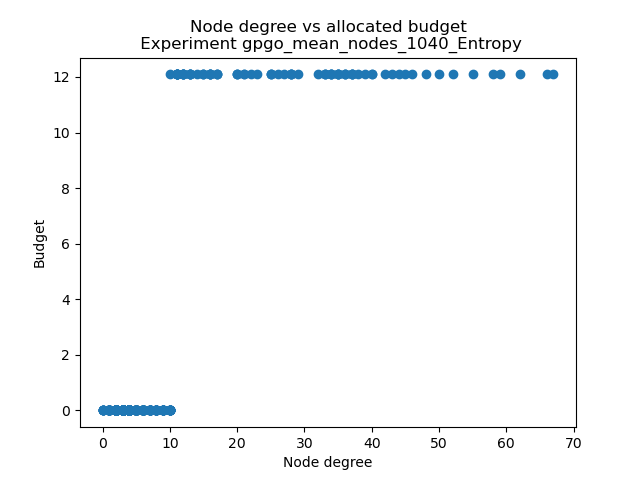 Node degree vs allocated budget
Experiment gpgo_mean_nodes_1040_Entropy
12
10
8
6
4
2
0
Budget
0 10 20 30 40 50 60 70
Node degree